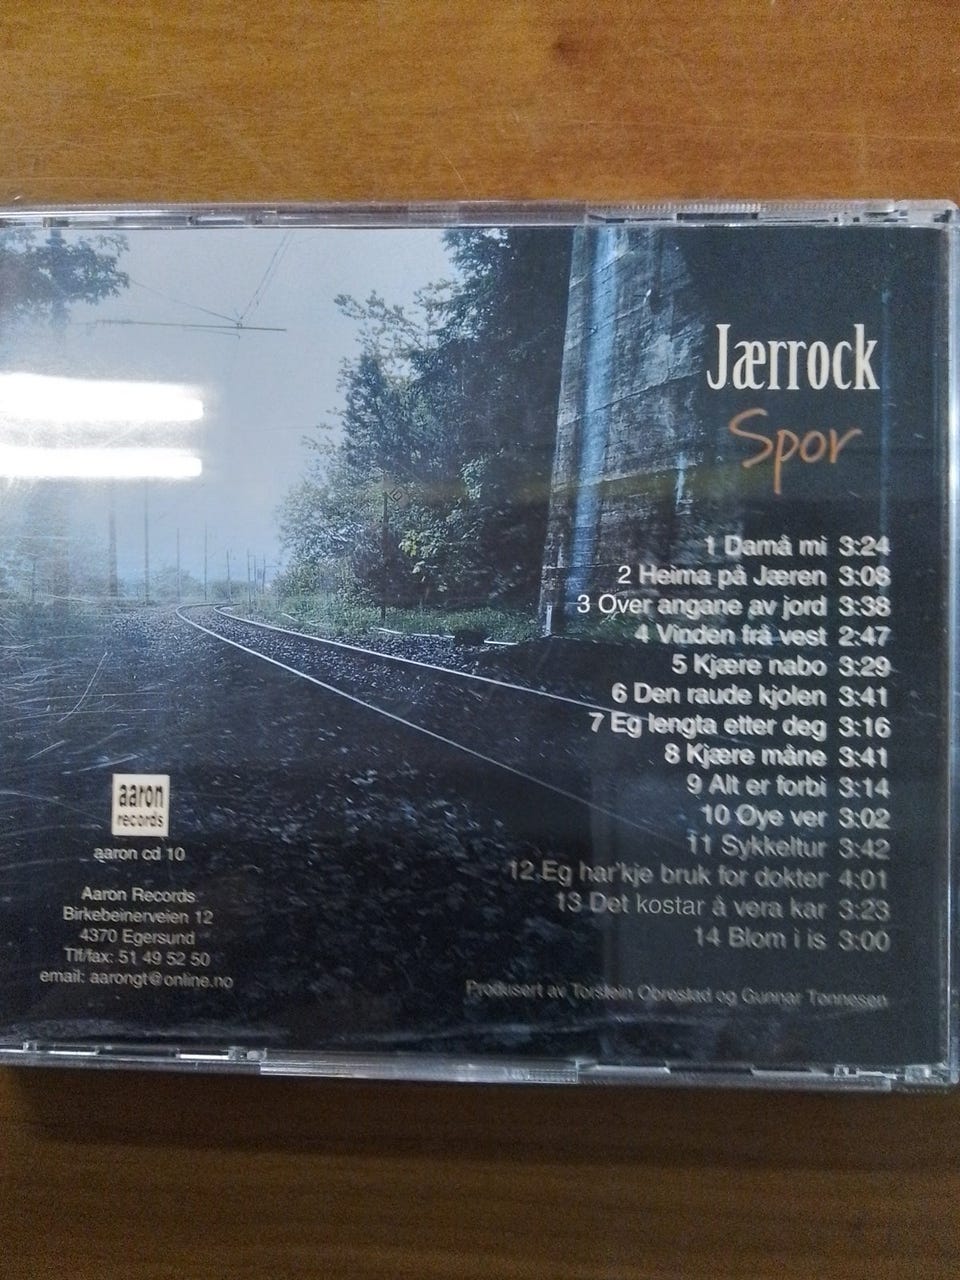 Jærrock
Spor
1 Damå mi 3:24
2 Heima på Jæren 3:08
3 Over angane av jord 3:38
4 Vinden frå vest 2:47
5 Kjære nabo 3:29
6 Den raude kjolen 3:41
7 Eg lengta etter deg 3:16
8 Kjære måne 3:41
9 Alt er forbi 3:14
10 Øye ver 3:02
11 Sykkeltur 3:42
12 Eg har'kje bruk for dokter 4:01
13 Det kostar å vera kar 3:23
14 Blom i is 3:00
Produsert av Torstein Obrestad og Gunnar Tønnesen
aaron
records
aaron cd 10
Aaron Records
Birkebeinerveien 12
4370 Egersund
Tlf/fax: 51 49 52 50
email: aarongt@online.no